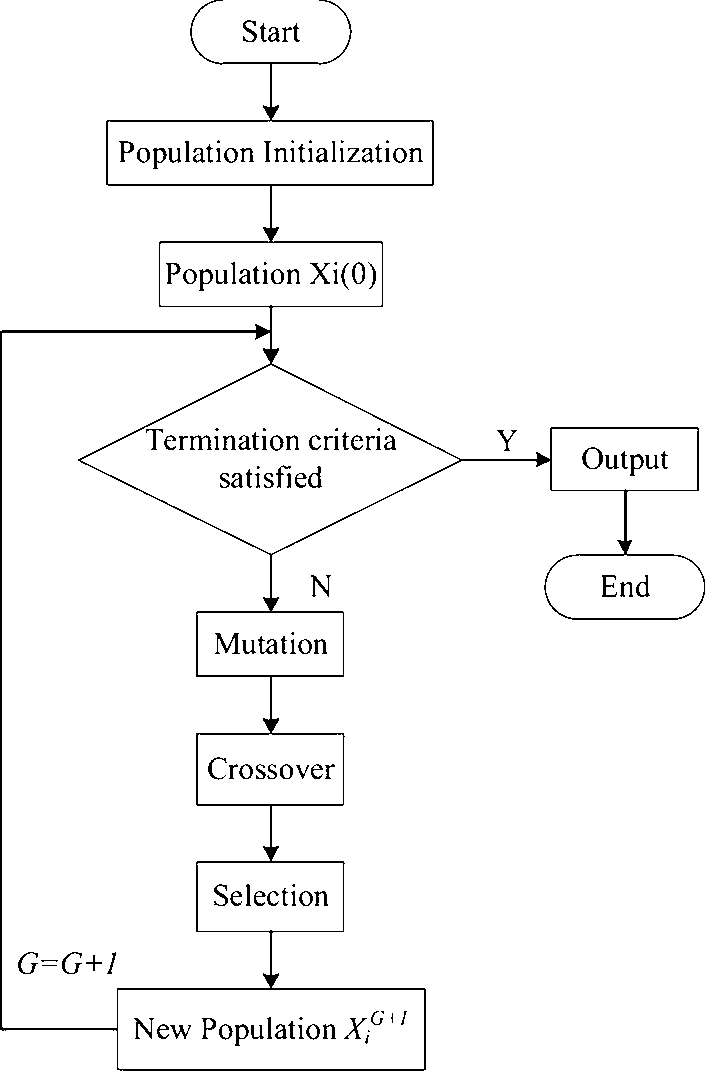 Start
Population Initialization
Population Xi(0)
Termination criteria
satisfied
Y
Output
End
N
Mutation
Crossover
Selection
G=G+1
New Population $X_i^{G+1}$